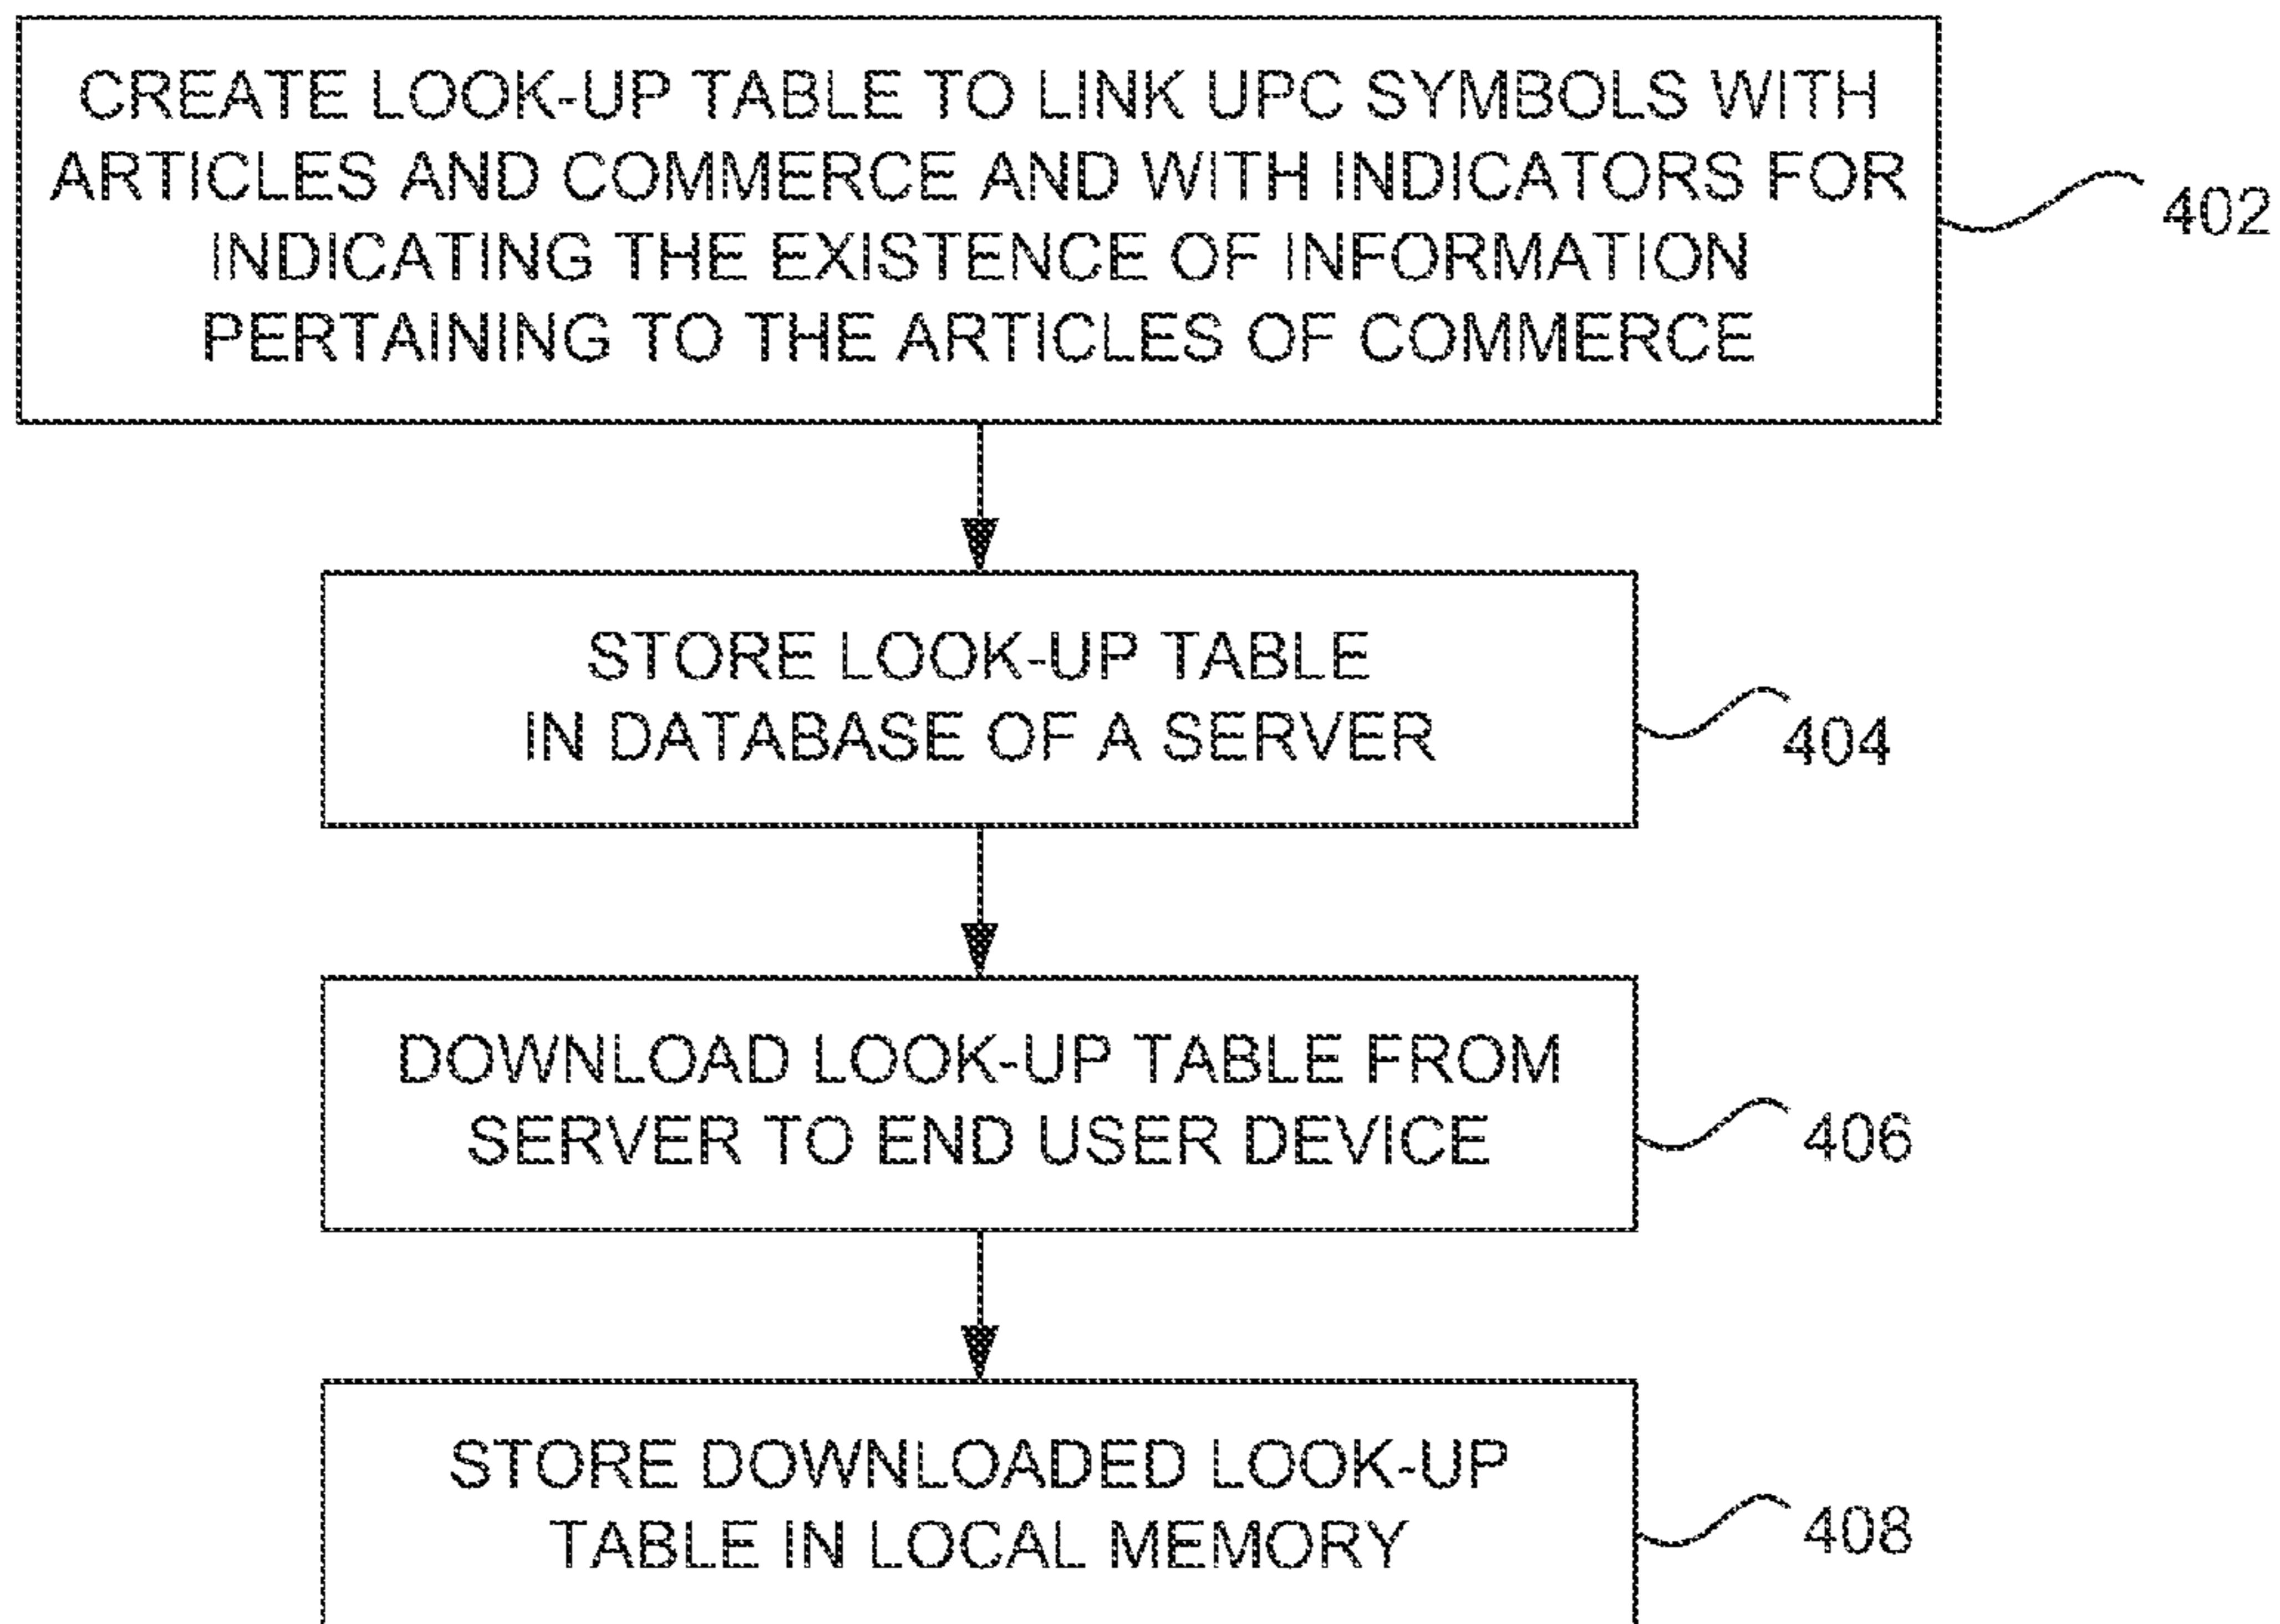 CREATE LOOK-UP TABLE TO LINK UPC SYMBOLS WITH
ARTICLES AND COMMERCE AND WITH INDICATORS FOR
INDICATING THE EXISTENCE OF INFORMATION
PERTAINING TO THE ARTICLES OF COMMERCE
402
STORE LOOK-UP TABLE
IN DATABASE OF A SERVER
404
DOWNLOAD LOOK-UP TABLE FROM
SERVER TO END USER DEVICE
406
STORE DOWNLOADED LOOK-UP
TABLE IN LOCAL MEMORY
408